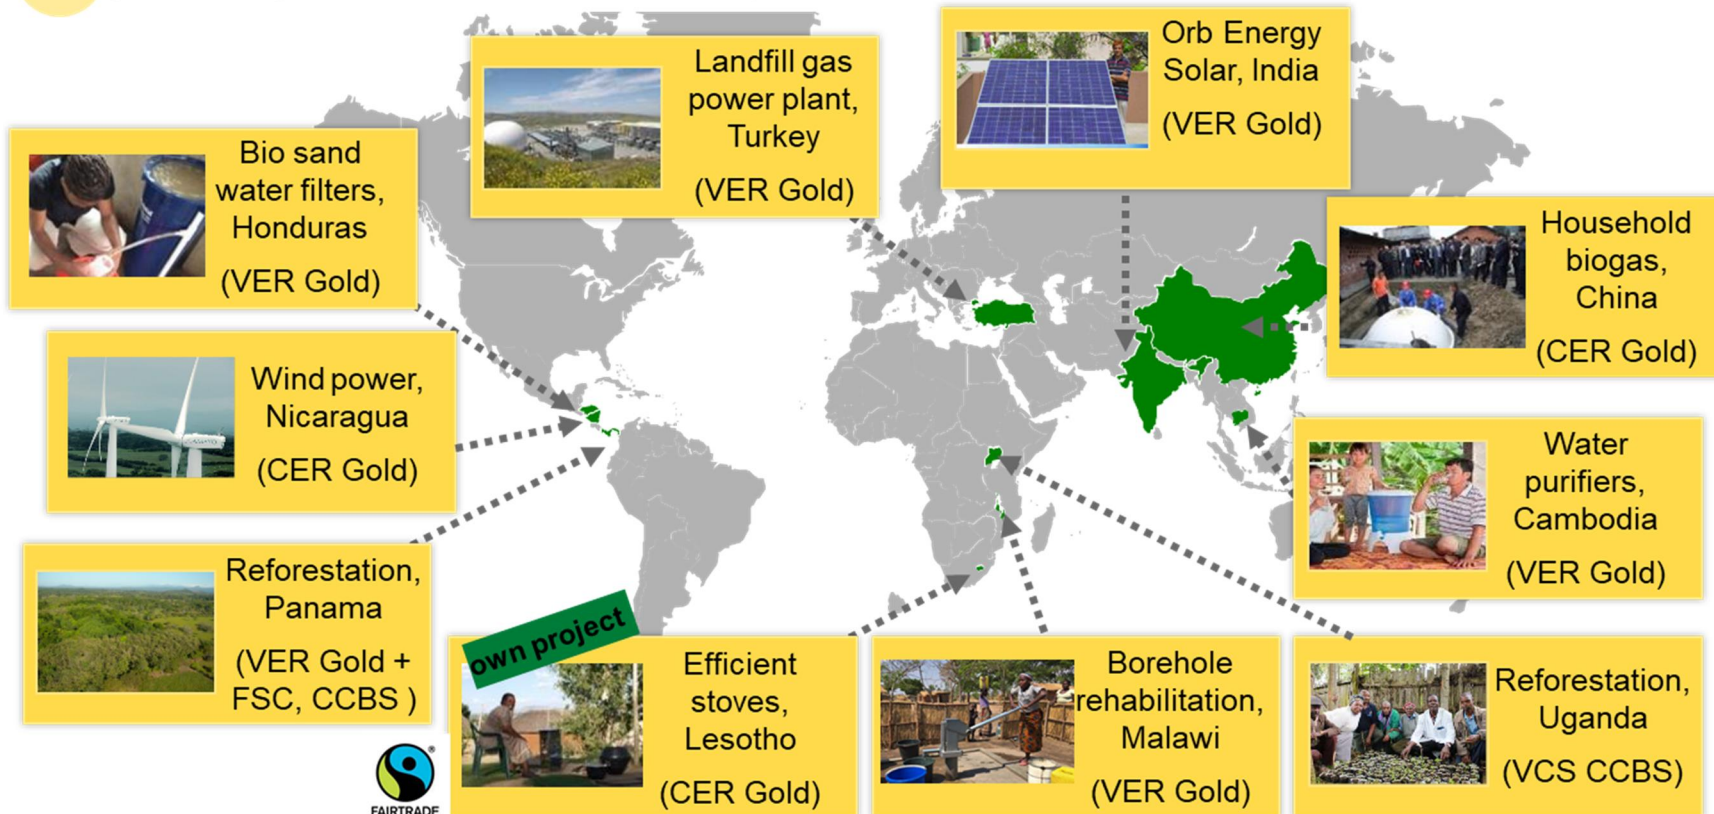 Landfill gas
power plant,
Turkey
(VER Gold)
Orb Energy
Solar, India
(VER Gold)
Bio sand
water filters,
Honduras
(VER Gold)
Household
biogas,
China
(CER Gold)
Wind power,
Nicaragua
(CER Gold)
Water
purifiers,
Cambodia
(VER Gold)
Reforestation,
Panama
(VER Gold +
FSC, CCBS )
own project
Efficient
stoves,
Lesotho
(CER Gold)
Borehole
rehabilitation,
Malawi
(VER Gold)
Reforestation,
Uganda
(VCS CCBS)
FAIRTRADE